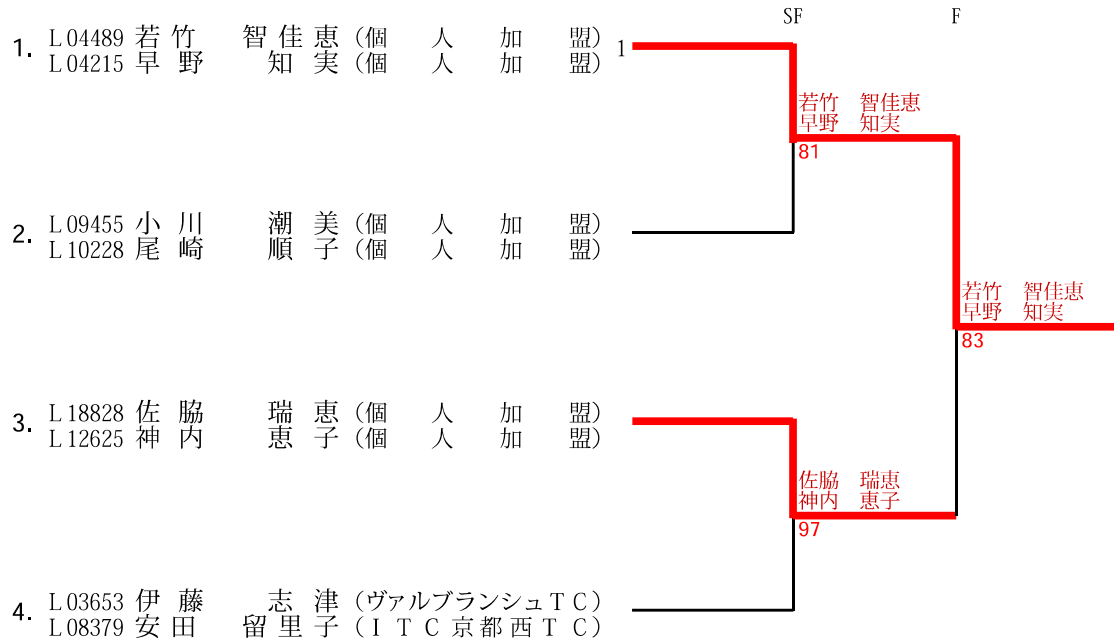 SF F
1. L04489 若竹 智佳恵 (個人加盟) 1
L04215 早野 知実 (個人加盟)
若竹 智佳恵
早野 知実
81
2. L09455 小川 潮美 (個人加盟)
L10228 尾崎 順子 (個人加盟)
若竹 智佳恵
早野 知実
83
3. L18828 佐脇 瑞恵 (個人加盟)
L12625 神内 恵子 (個人加盟)
佐脇 瑞恵
神内 恵子
97
4. L03653 伊藤 志津 (ヴァルブランシュTC)
L08379 安田 留里子 (ITC京都西TC)